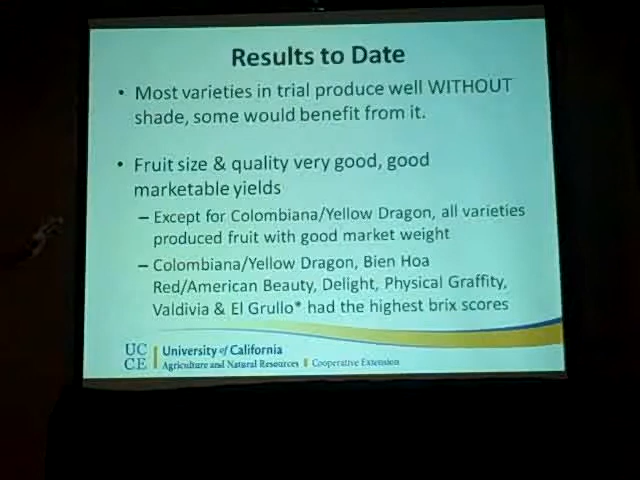 Results to Date
• Most varieties in trial produce well WITHOUT
shade, some would benefit from it.
• Fruit size & quality very good, good
marketable yields
– Except for Colombiana/Yellow Dragon, all varieties
produced fruit with good market weight
– Colombiana/Yellow Dragon, Bien Hoa
Red/American Beauty, Delight, Physical Graffity,
Valdivia & El Grullo* had the highest brix scores
UC
CE
University of California
Agriculture and Natural Resources Cooperative Extension